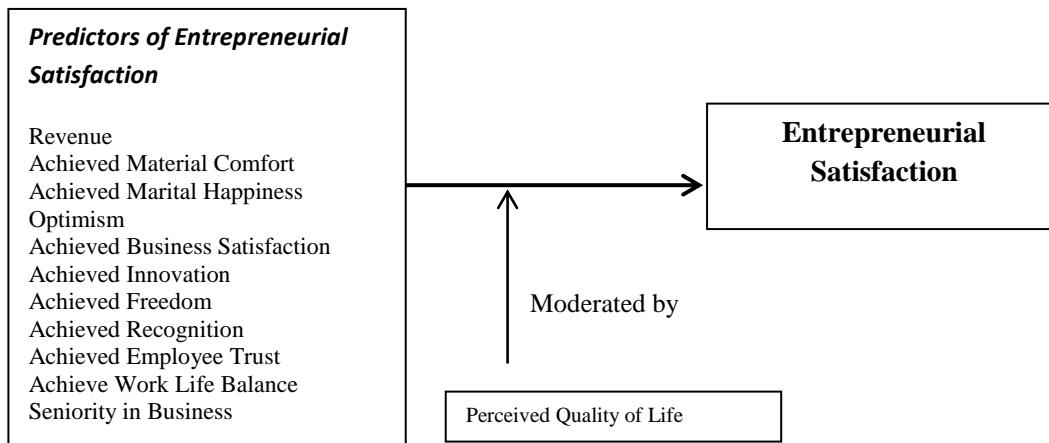 Predictors of Entrepreneurial
Satisfaction
Revenue
Achieved Material Comfort
Achieved Marital Happiness
Optimism
Achieved Business Satisfaction
Achieved Innovation
Achieved Freedom
Achieved Recognition
Achieved Employee Trust
Achieve Work Life Balance
Seniority in Business
Entrepreneurial
Satisfaction
Moderated by
Perceived Quality of Life